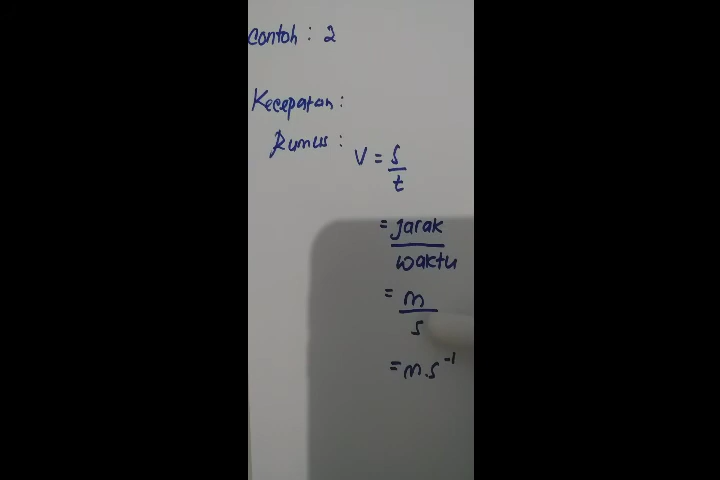 Contoh : 2
Kecepatan :
Rumus :
V = s/t
= Jarak/waktu
= m/s
= m.s⁻¹